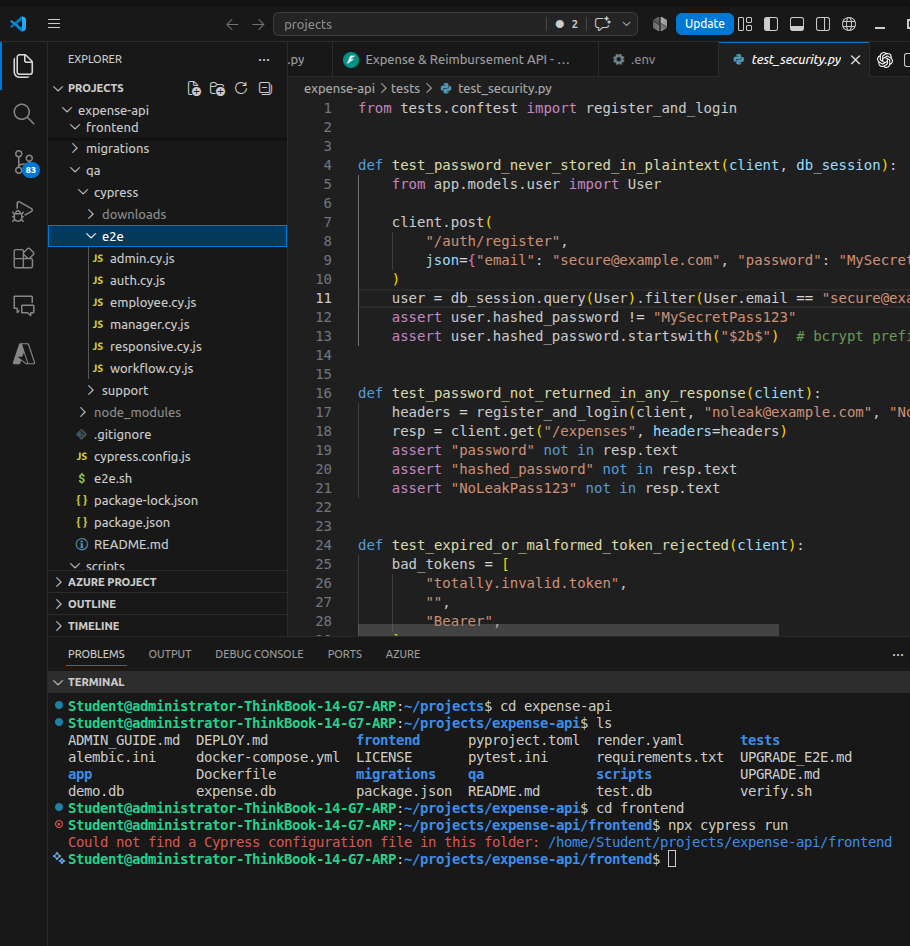 projects
2
Update
EXPLORER
PROJECTS
expense-api
frontend
migrations
qa
cypress
downloads
e2e
JS admin.cy.js
JS auth.cy.js
JS employee.cy.js
JS manager.cy.js
JS responsive.cy.js
JS workflow.cy.js
support
node_modules
.gitignore
JS cypress.config.js
$ e2e.sh
{} package-lock.json
{} package.json
README.md
scripts
AZURE PROJECT
OUTLINE
TIMELINE
83
.py
Expense & Reimbursement API - ...
.env
test_security.py
expense-api > tests > test_security.py
1 from tests.conftest import register_and_login
2
3
4 def test_password_never_stored_in_plaintext(client, db_session):
5 from app.models.user import User
6
7 client.post(
8 "/auth/register",
9 json={"email": "secure@example.com", "password": "MySecret
10 )
11 user = db_session.query(User).filter(User.email == "secure@exa
12 assert user.hashed_password != "MySecretPass123"
13 assert user.hashed_password.startswith("$2b$") # bcrypt prefi
14
15
16 def test_password_not_returned_in_any_response(client):
17 headers = register_and_login(client, "noleak@example.com", "No
18 resp = client.get("/expenses", headers=headers)
19 assert "password" not in resp.text
20 assert "hashed_password" not in resp.text
21 assert "NoLeakPass123" not in resp.text
22
23
24 def test_expired_or_malformed_token_rejected(client):
25 bad_tokens = [
26 "totally.invalid.token",
27 "",
28 "Bearer",
PROBLEMS OUTPUT DEBUG CONSOLE PORTS AZURE
TERMINAL
Student@administrator-ThinkBook-14-G7-ARP:~/projects$ cd expense-api
Student@administrator-ThinkBook-14-G7-ARP:~/projects/expense-api$ ls
ADMIN_GUIDE.md DEPLOY.md frontend pyproject.toml render.yaml tests
alembic.ini docker-compose.yml LICENSE pytest.ini requirements.txt UPGRADE_E2E.md
app Dockerfile migrations qa scripts UPGRADE.md
demo.db expense.db package.json README.md test.db verify.sh
Student@administrator-ThinkBook-14-G7-ARP:~/projects/expense-api$ cd frontend
Student@administrator-ThinkBook-14-G7-ARP:~/projects/expense-api/frontend$ npx cypress run
Could not find a Cypress configuration file in this folder: /home/Student/projects/expense-api/frontend
Student@administrator-ThinkBook-14-G7-ARP:~/projects/expense-api/frontend$